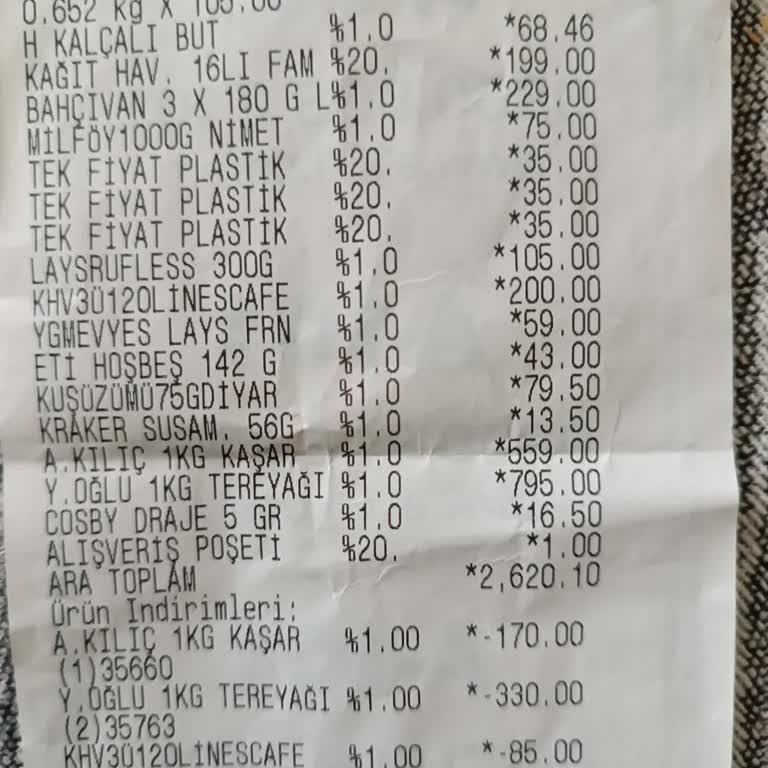 0.652 kg X 105.00
H KALÇALI BUT %1.0 *68.46
KAĞIT HAV. 16LI FAM %20. *199.00
BAHÇIVAN 3 X 180 G L%1.0 *229.00
MİLFÖY1000G NİMET %1.0 *75.00
TEK FİYAT PLASTİK %20. *35.00
TEK FİYAT PLASTİK %20. *35.00
TEK FİYAT PLASTİK %20. *35.00
LAYSRUFLESS 300G %1.0 *105.00
KHV3Ü120LİNESCAFE %1.0 *200.00
YGMEVYES LAYS FRN %1.0 *59.00
ETİ HOŞBEŞ 142 G %1.0 *43.00
KUŞÜZÜMÜ75GDİYAR %1.0 *79.50
KRAKER SUSAM. 56G %1.0 *13.50
A.KILIÇ 1KG KAŞAR %1.0 *559.00
Y.OĞLU 1KG TEREYAĞI %1.0 *795.00
COSBY DRAJE 5 GR %1.0 *16.50
ALIŞVERİŞ POŞETİ %20. *1.00
ARA TOPLAM *2,620.10
Ürün İndirimleri:
A.KILIÇ 1KG KAŞAR %1.00 *-170.00
(1)35660
Y.OĞLU 1KG TEREYAĞI %1.00 *-330.00
(2)35763
KHV3Ü120LİNESCAFE %1.00 *-85.00